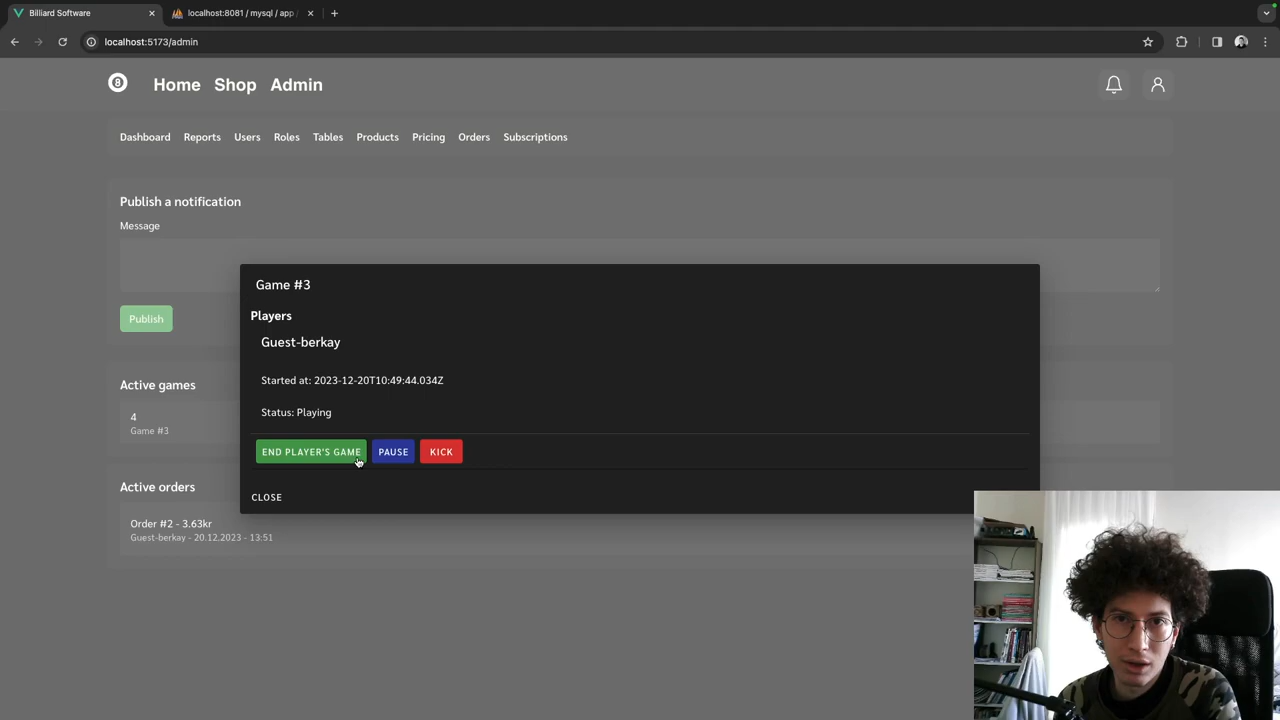 Billiard Software
localhost:8081 / mysql / app
localhost:5173/admin
8 Home Shop Admin
Dashboard Reports Users Roles Tables Products Pricing Orders Subscriptions
Publish a notification
Message
Publish
Active games
4
Game #3
Active orders
Order #2 - 3.63kr
Guest-berkay - 20.12.2023 - 13:51
Game #3
Players
Guest-berkay
Started at: 2023-12-20T10:49:44.034Z
Status: Playing
END PLAYER'S GAME PAUSE KICK
CLOSE